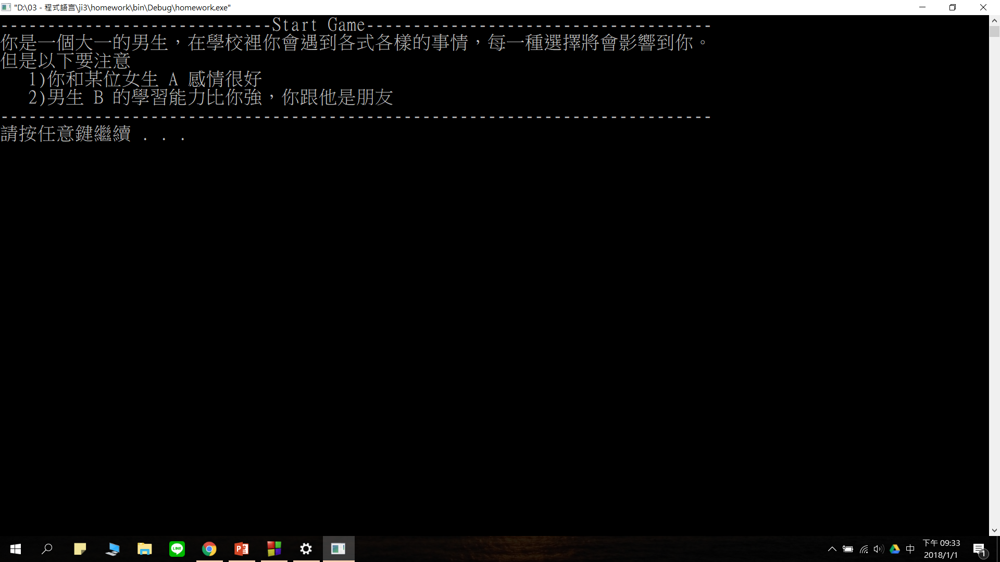 "D:\03 - 程式語言\ji3\homework\bin\Debug\homework.exe"
-----------------------------Start Game-------------------------------------
你是一個大一的男生，在學校裡你會遇到各式各樣的事情，每一種選擇將會影響到你。
但是以下要注意
   1)你和某位女生 A 感情很好
   2)男生 B 的學習能力比你強，你跟他是朋友
----------------------------------------------------------------------------
請按任意鍵繼續 . . .
LINE
中
下午 09:33
2018/1/1
1